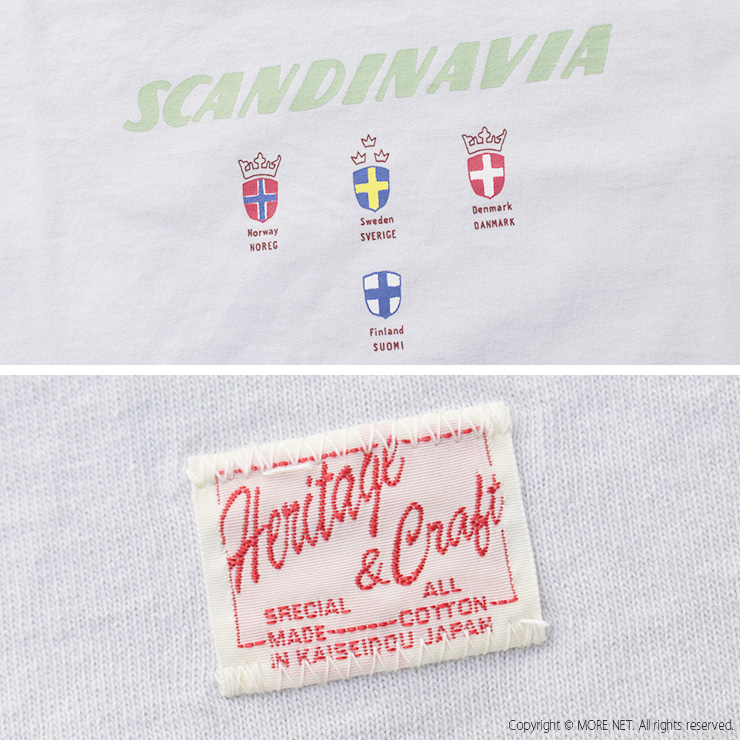 SCANDINAVIA
Norway
NOREG
Sweden
SVERIGE
Denmark
DANMARK
Finland
SUOMI
Heritage
& Craft
SRECIAL ALL
MADE COTTON
IN KAISEIDOU JAPAN
Copyright © MORE NET. All rights reserved.